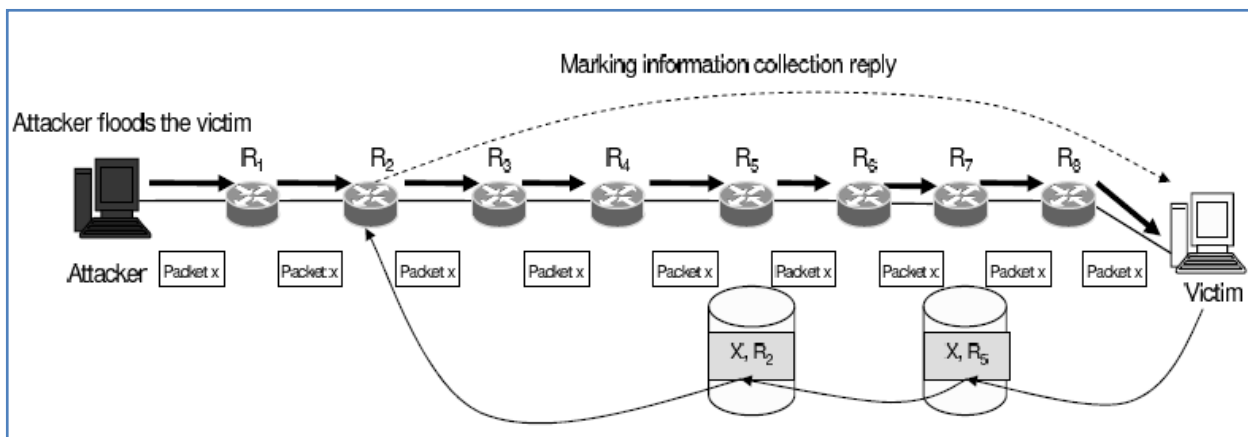 Marking information collection reply
Attacker floods the victim
R1 R2 R3 R4 R5 R6 R7 R8
Attacker
Packet x Packet x Packet x Packet x Packet x Packet x Packet x Packet x Packet x
Victim
X, R2 X, R5